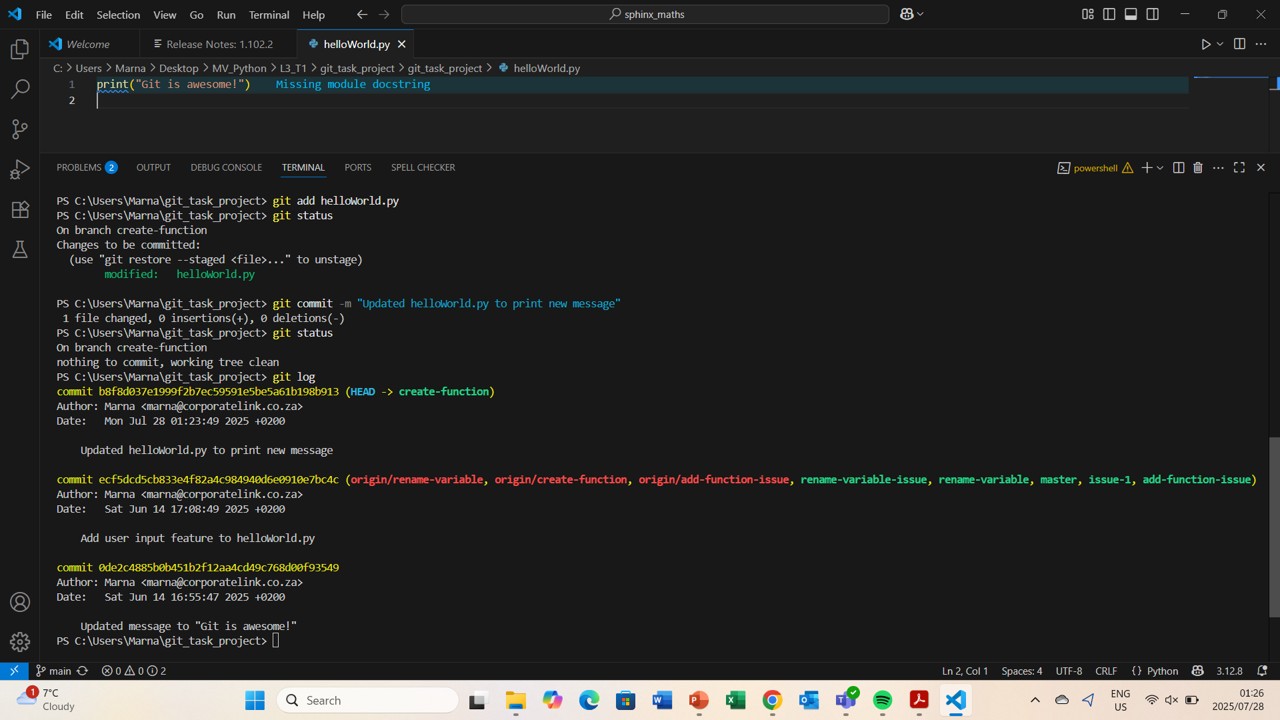 File Edit Selection View Go Run Terminal Help sphinx_maths
Welcome Release Notes: 1.102.2 helloWorld.py
C: > Users > Marna > Desktop > MV_Python > L3_T1 > git_task_project > git_task_project > helloWorld.py
1 print("Git is awesome!") Missing module docstring
2
PROBLEMS 2 OUTPUT DEBUG CONSOLE TERMINAL PORTS SPELL CHECKER powershell
PS C:\Users\Marna\git_task_project> git add helloWorld.py
PS C:\Users\Marna\git_task_project> git status
On branch create-function
Changes to be committed:
(use "git restore --staged <file>..." to unstage)
modified: helloWorld.py
PS C:\Users\Marna\git_task_project> git commit -m "Updated helloWorld.py to print new message"
1 file changed, 0 insertions(+), 0 deletions(-)
PS C:\Users\Marna\git_task_project> git status
On branch create-function
nothing to commit, working tree clean
PS C:\Users\Marna\git_task_project> git log
commit b8f8d037e1999f2b7ec59591e5be5a61b198b913 (HEAD -> create-function)
Author: Marna <marna@corporatelink.co.za>
Date: Mon Jul 28 01:23:49 2025 +0200
Updated helloWorld.py to print new message
commit ecf5dcd5cb833e4f82a4c984940d6e0910e7bc4c (origin/rename-variable, origin/create-function, origin/add-function-issue, rename-variable-issue, rename-variable, master, issue-1, add-function-issue)
Author: Marna <marna@corporatelink.co.za>
Date: Sat Jun 14 17:08:49 2025 +0200
Add user input feature to helloWorld.py
commit 0de2c4885b0b451b2f12aa4cd49c768d00f93549
Author: Marna <marna@corporatelink.co.za>
Date: Sat Jun 14 16:55:47 2025 +0200
Updated message to "Git is awesome!"
PS C:\Users\Marna\git_task_project>
main 0 0 2 Ln 2, Col 1 Spaces: 4 UTF-8 CRLF {} Python 3.12.8
1 7°C
Cloudy
Search
ENG
US
01:26
2025/07/28